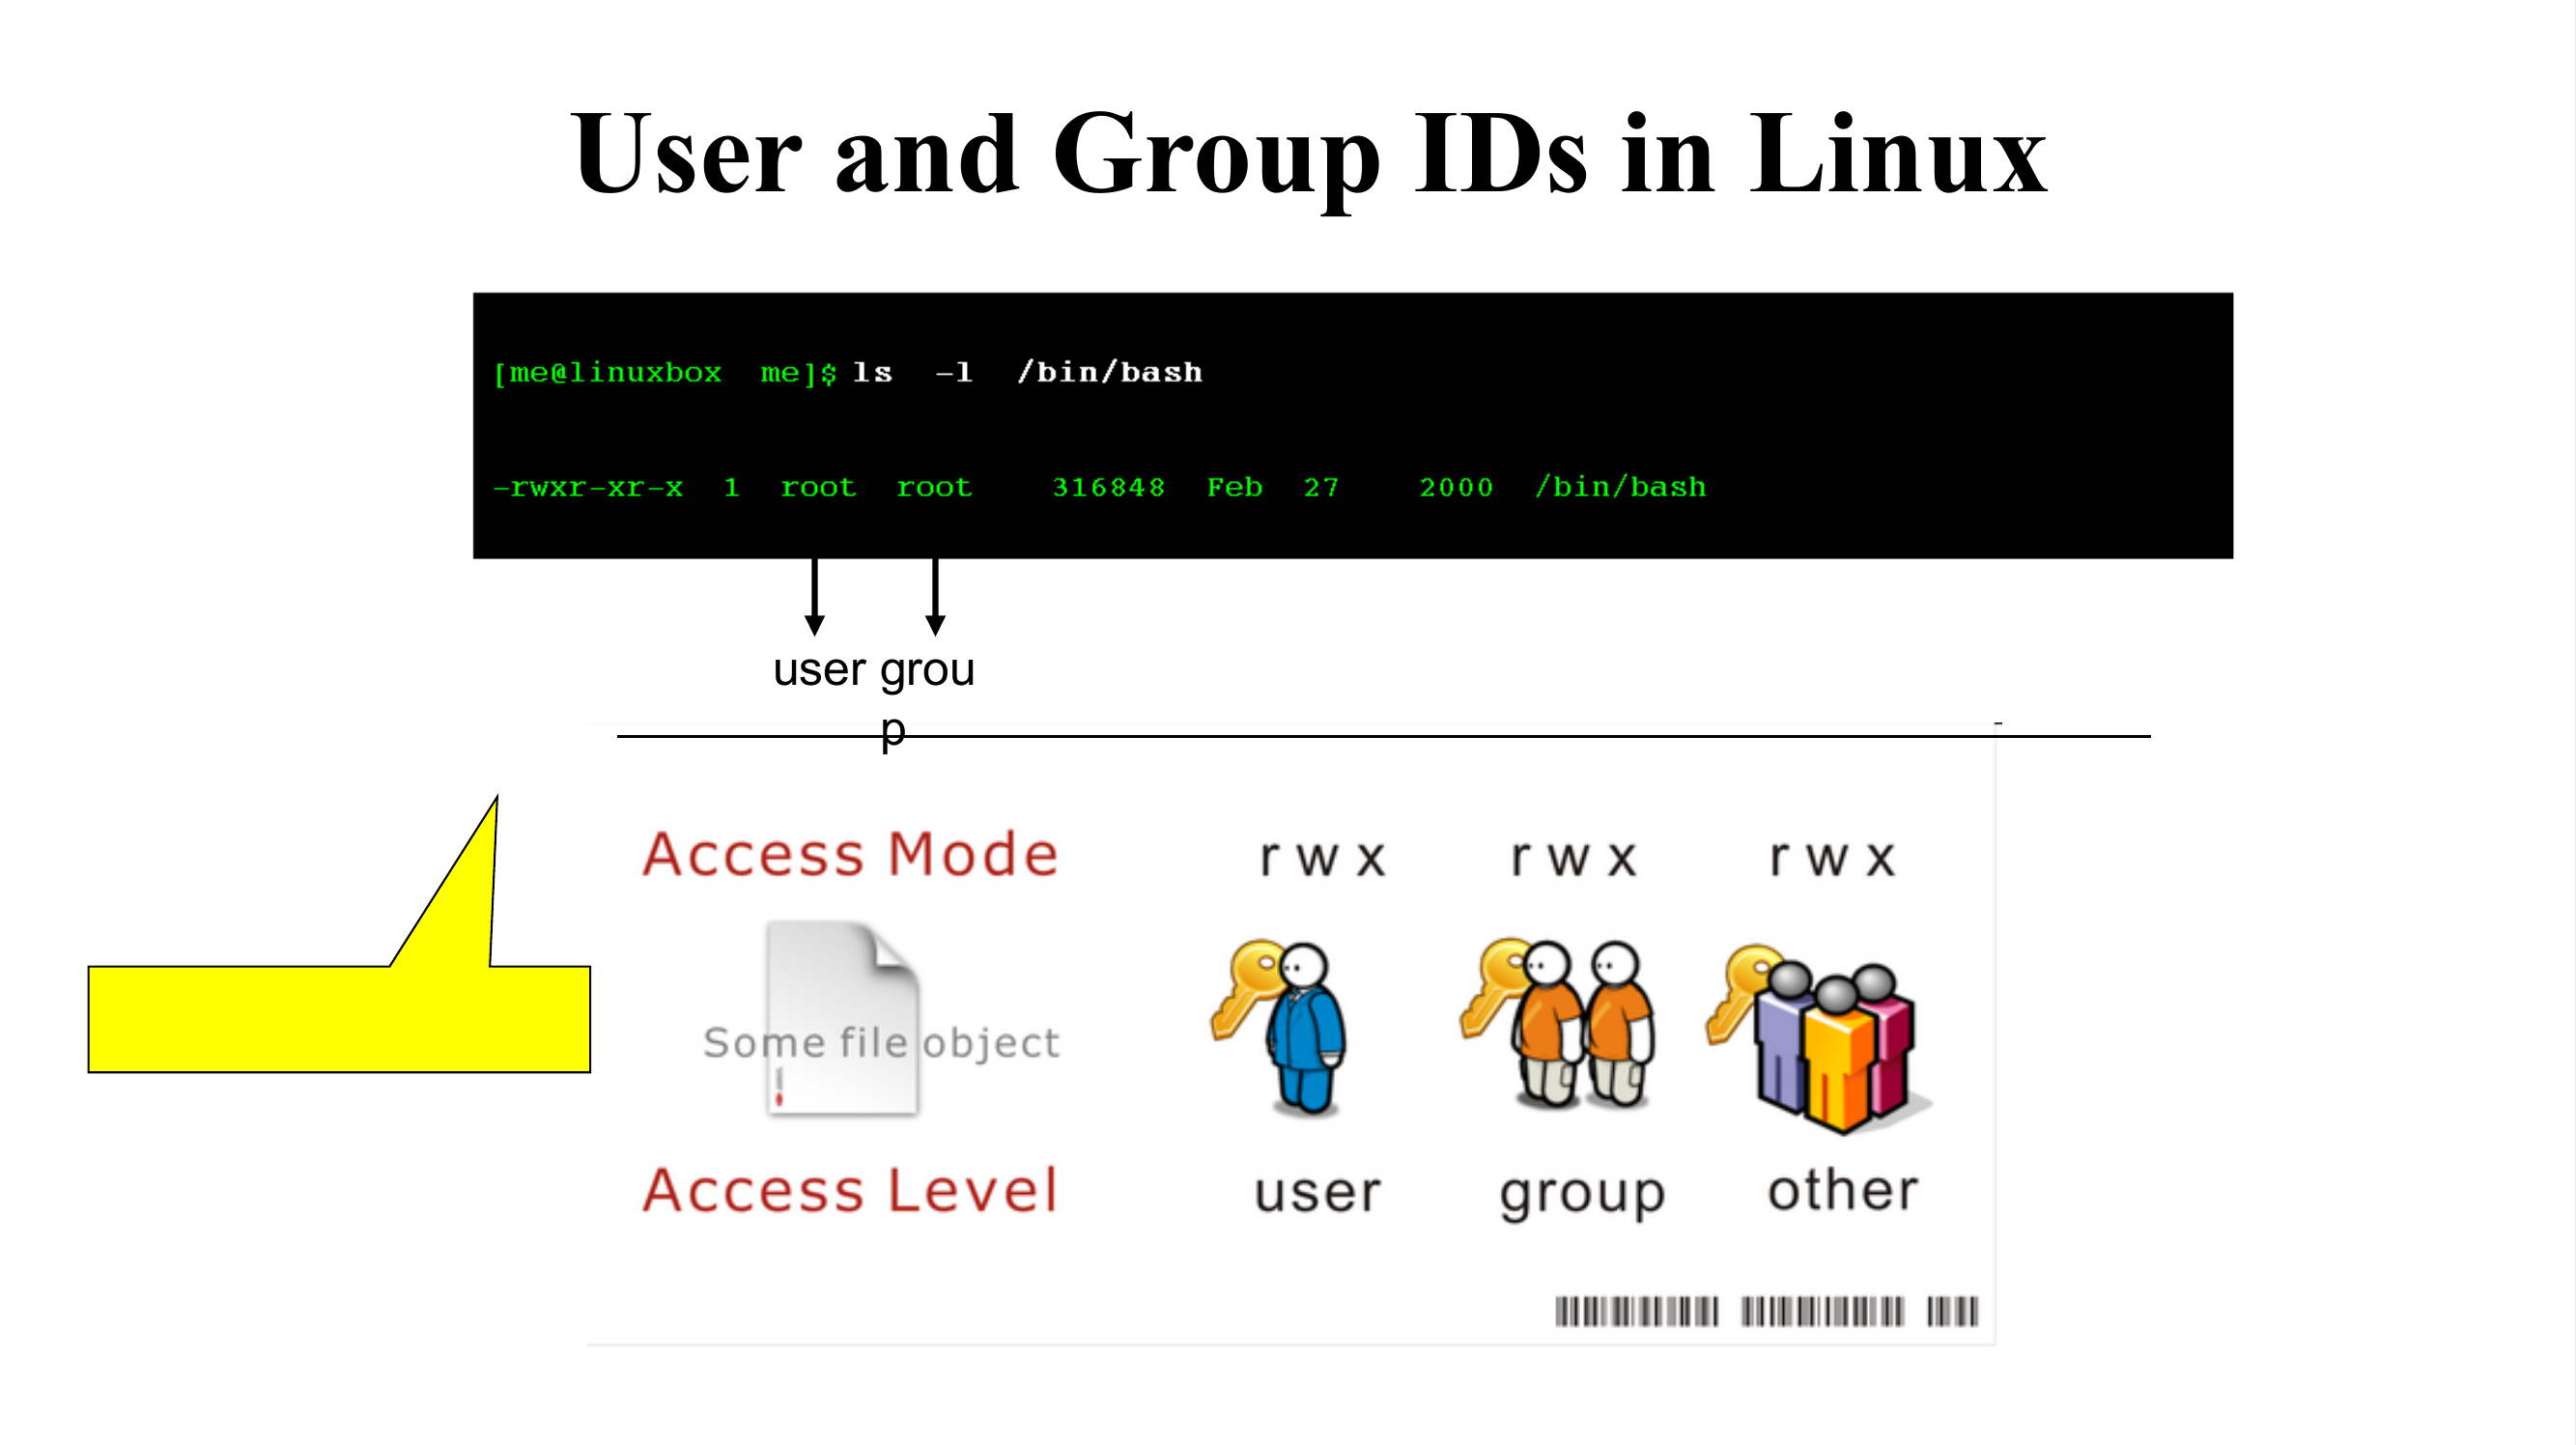 User and Group IDs in Linux
[me@linuxbox me]$ ls -l /bin/bash
-rwxr-xr-x 1 root root 316848 Feb 27 2000 /bin/bash
user grou
p
Access Mode r w x r w x r w x
Some file object
Access Level user group other